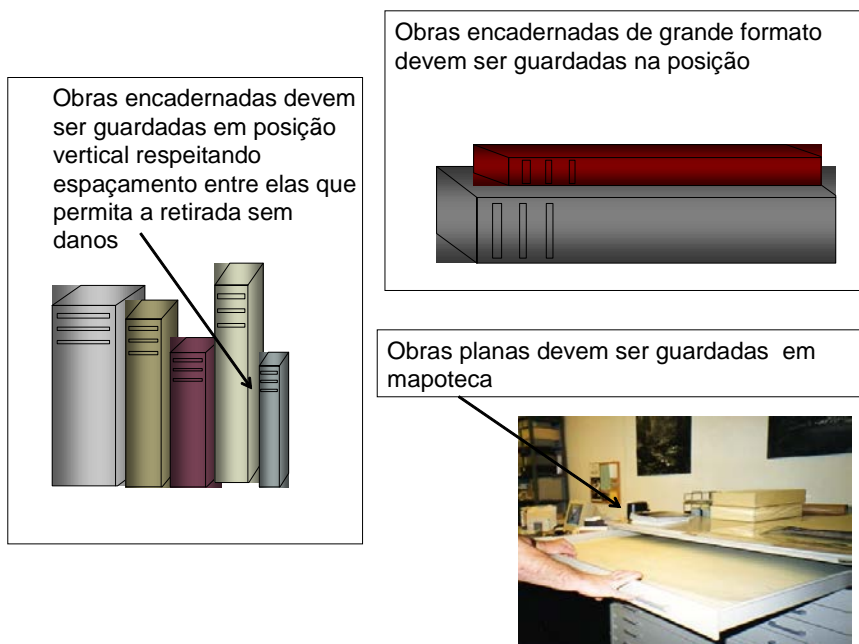 Obras encadernadas devem
ser guardadas em posição
vertical respeitando
espaçamento entre elas que
permita a retirada sem
danos
Obras encadernadas de grande formato
devem ser guardadas na posição
Obras planas devem ser guardadas  em
mapoteca